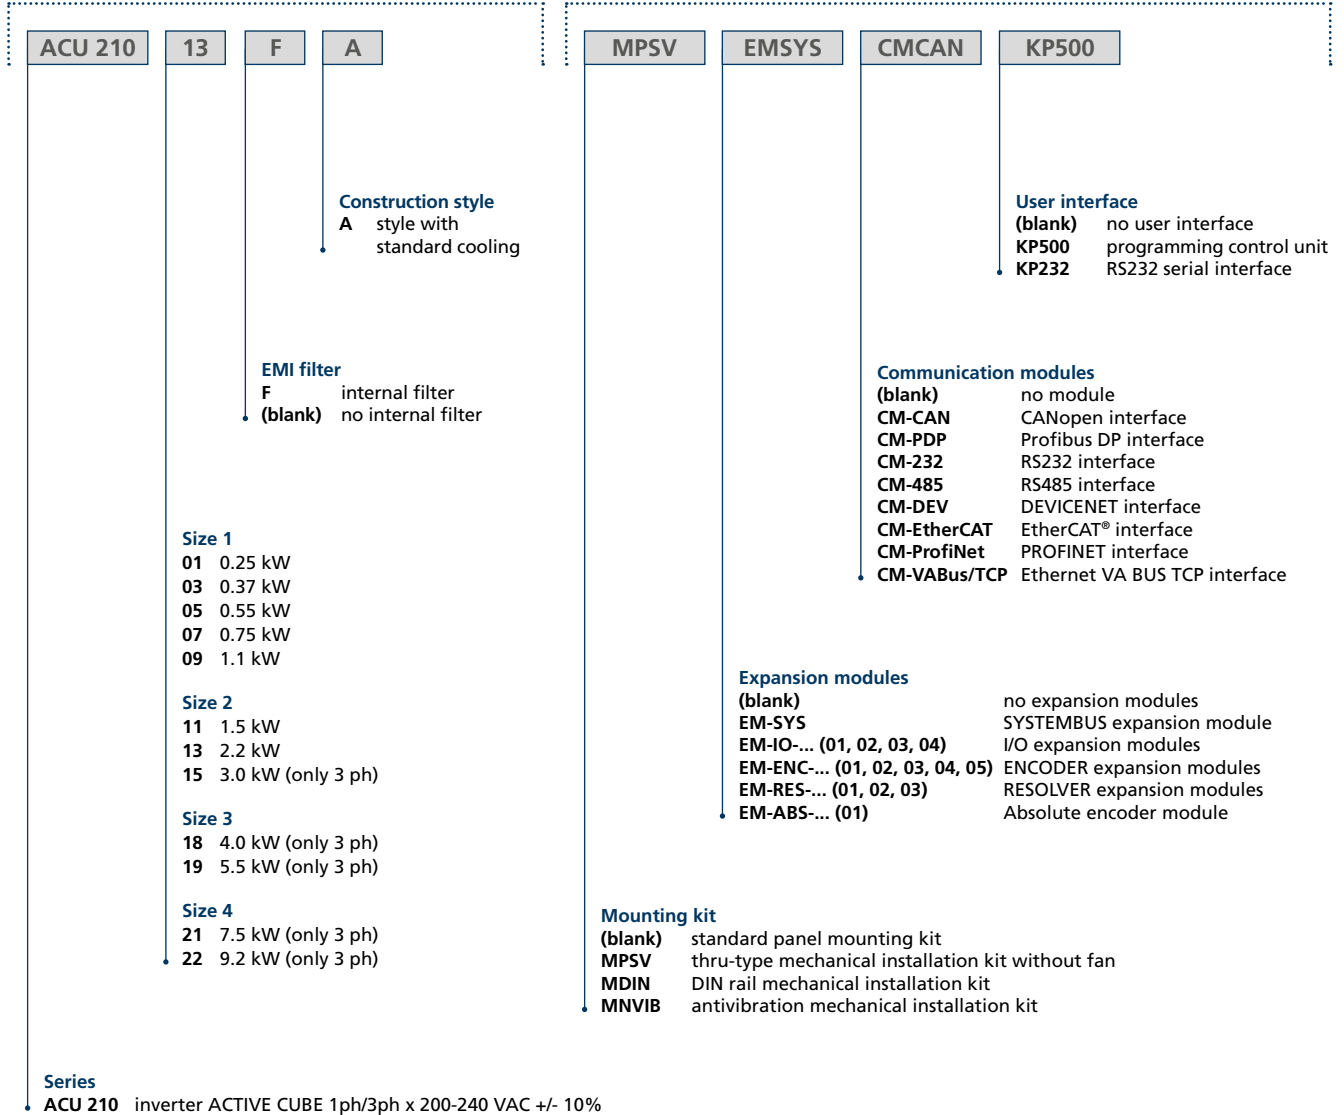 ACU 210 13 F A MPSV EMSYS CMCAN KP500
Construction style
A style with
standard cooling
User interface
(blank) no user interface
KP500 programming control unit
KP232 RS232 serial interface
EMI filter
F internal filter
(blank) no internal filter
Communication modules
(blank) no module
CM-CAN CANopen interface
CM-PDP Profibus DP interface
CM-232 RS232 interface
CM-485 RS485 interface
CM-DEV DEVICENET interface
CM-EtherCAT EtherCAT® interface
CM-ProfiNet PROFINET interface
CM-VABus/TCP Ethernet VA BUS TCP interface
Size 1
01 0.25 kW
03 0.37 kW
05 0.55 kW
07 0.75 kW
09 1.1 kW
Size 2
11 1.5 kW
13 2.2 kW
15 3.0 kW (only 3 ph)
Size 3
18 4.0 kW (only 3 ph)
19 5.5 kW (only 3 ph)
Size 4
21 7.5 kW (only 3 ph)
22 9.2 kW (only 3 ph)
Expansion modules
(blank) no expansion modules
EM-SYS SYSTEMBUS expansion module
EM-IO-... (01, 02, 03, 04) I/O expansion modules
EM-ENC-... (01, 02, 03, 04, 05) ENCODER expansion modules
EM-RES-... (01, 02, 03) RESOLVER expansion modules
EM-ABS-... (01) Absolute encoder module
Mounting kit
(blank) standard panel mounting kit
MPSV thru-type mechanical installation kit without fan
MDIN DIN rail mechanical installation kit
MNVIB antivibration mechanical installation kit
Series
ACU 210 inverter ACTIVE CUBE 1ph/3ph x 200-240 VAC +/- 10%